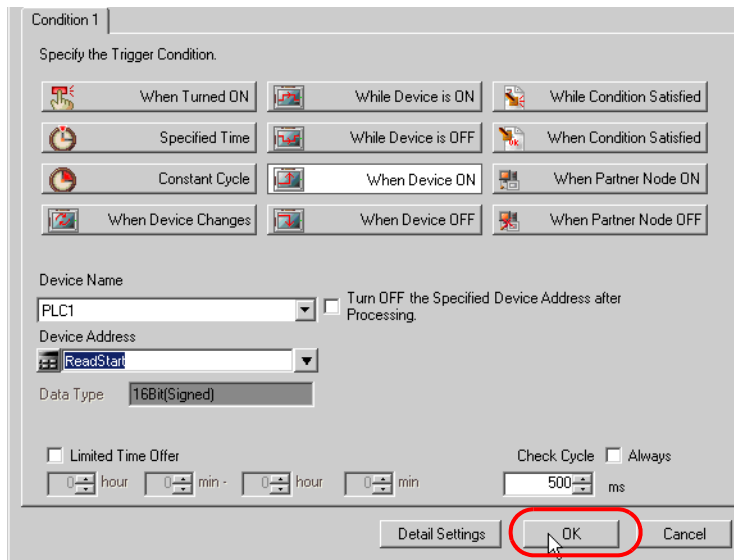 Condition 1
Specify the Trigger Condition.
When Turned ON
While Device is ON
While Condition Satisfied
Specified Time
While Device is OFF
OK
When Condition Satisfied
Constant Cycle
When Device ON
When Partner Node ON
When Device Changes
When Device OFF
When Partner Node OFF
Device Name
PLC1
Turn OFF the Specified Device Address after
Processing.
Device Address
ReadStart
Data Type 16Bit(Signed)
Limited Time Offer
Check Cycle Always
0 hour 0 min - 0 hour 0 min
500 ms
Detail Settings OK Cancel